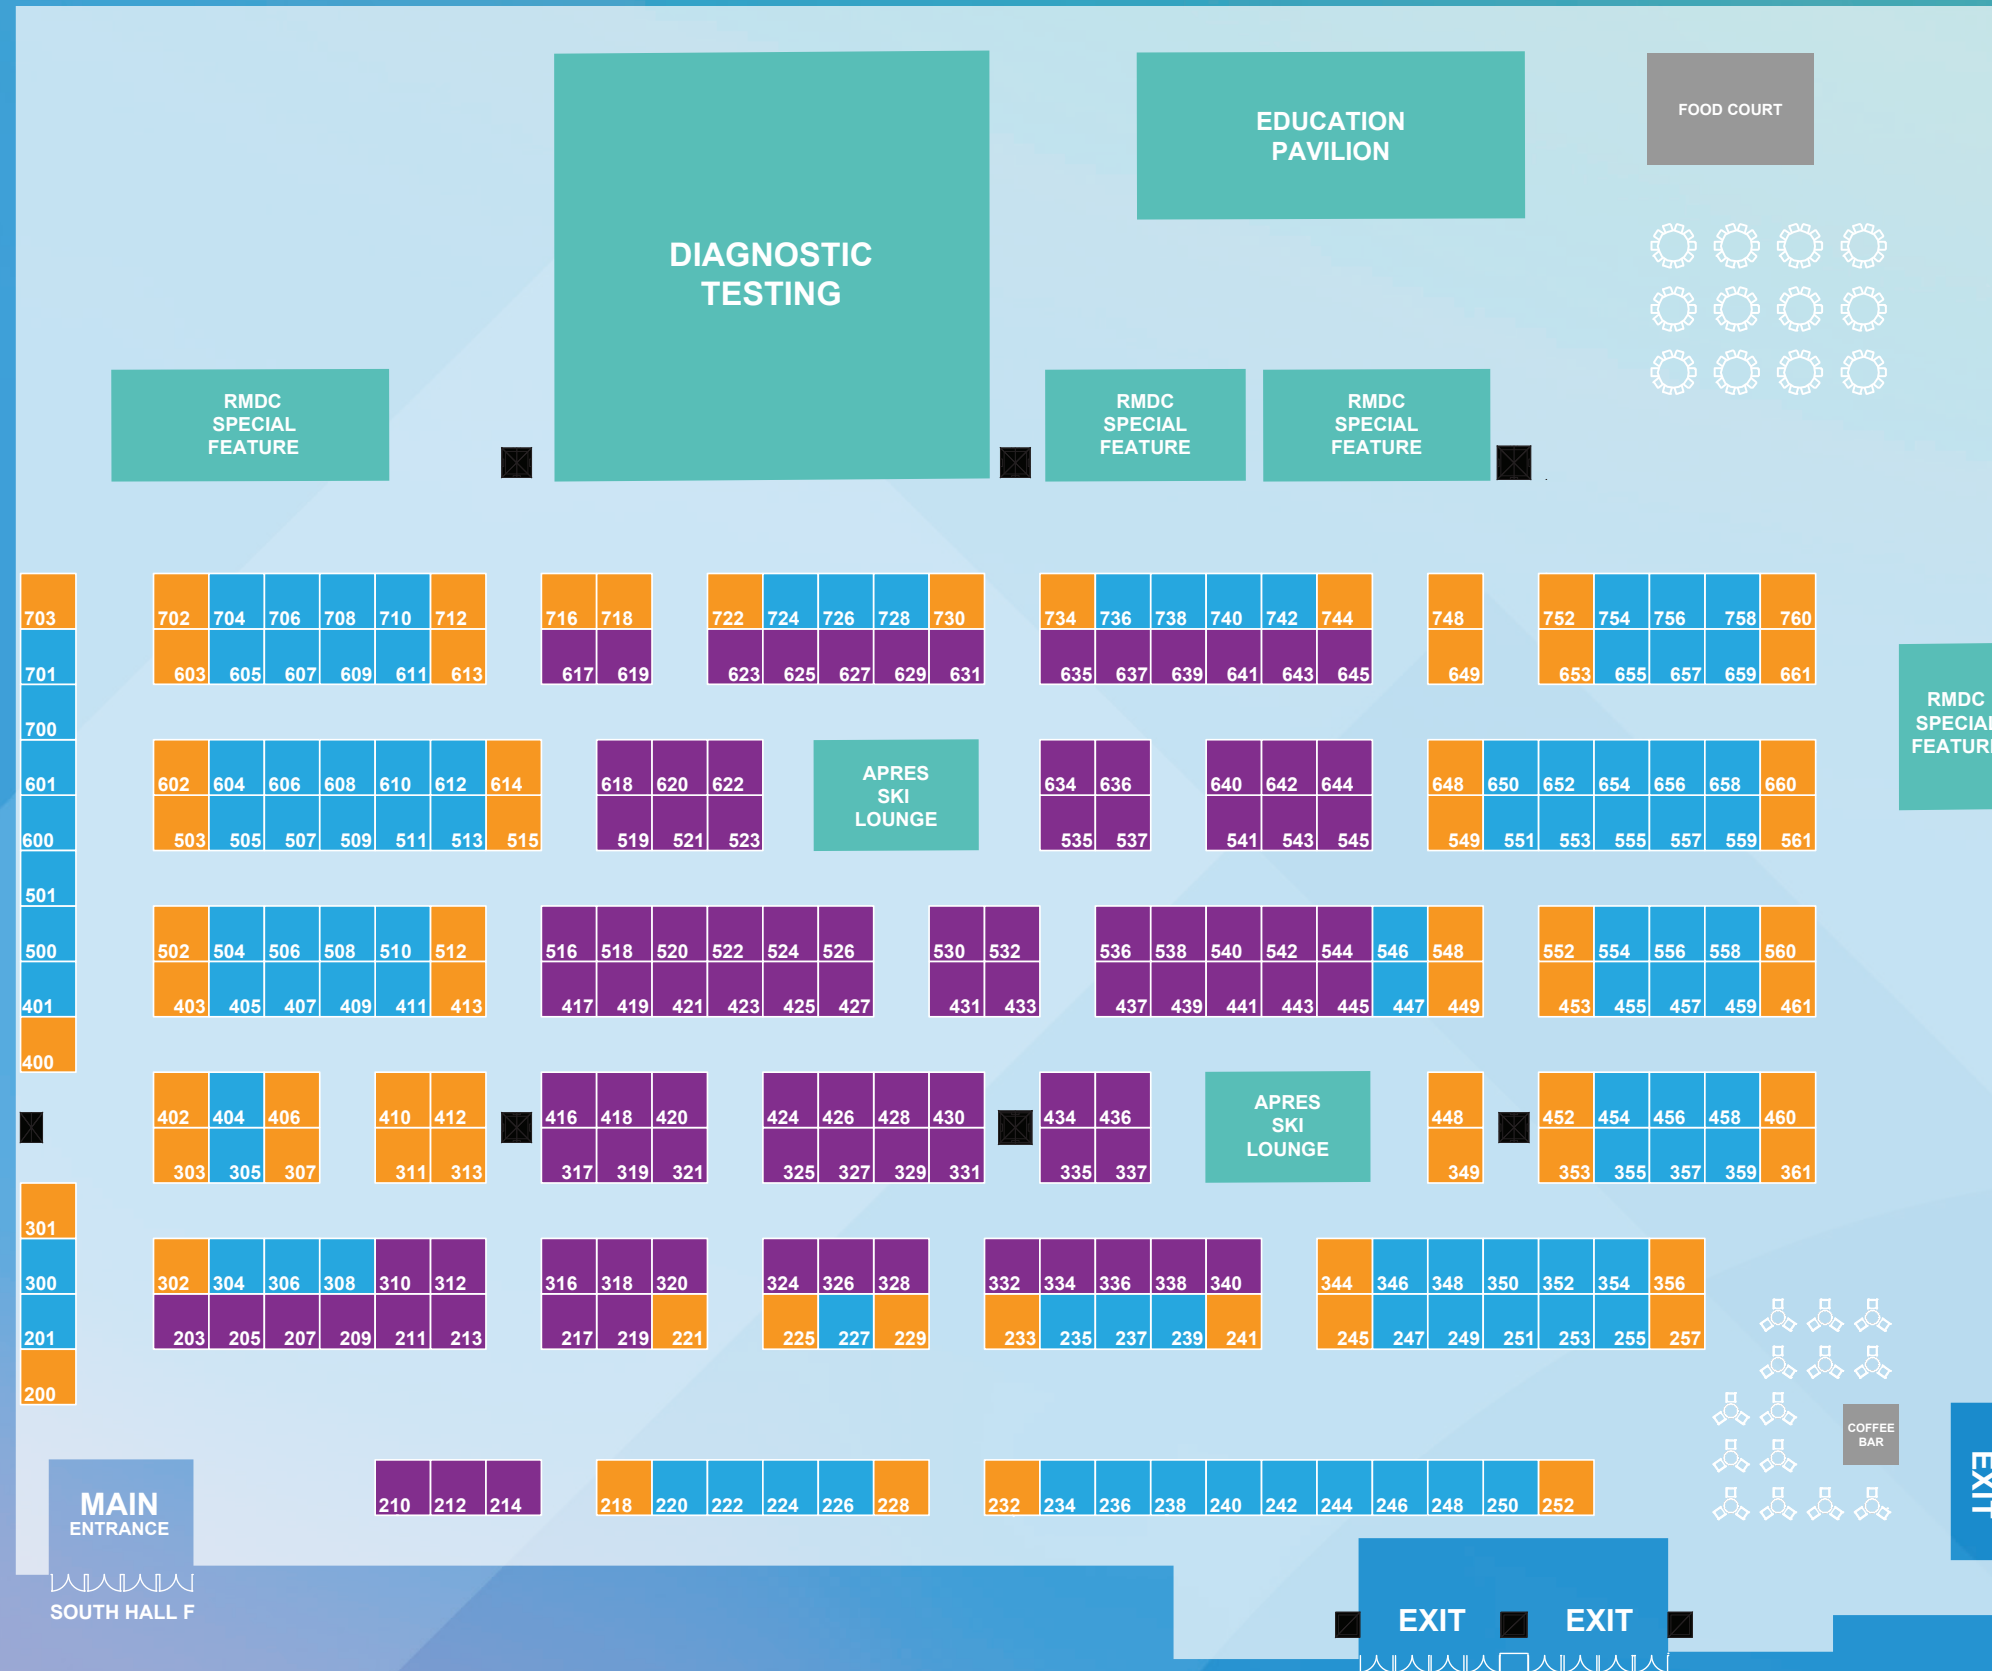 EDUCATION
PAVILION
FOOD COURT
DIAGNOSTIC
TESTING
RMDC
SPECIAL
FEATURE
RMDC
SPECIAL
FEATURE
RMDC
SPECIAL
FEATURE
703
702 704 706 708 710 712 716 718 722 724 726 728 730 734 736 738 740 742 744 748 752 754 756 758 760
701
603 605 607 609 611 613 617 619 623 625 627 629 631 635 637 639 641 643 645 649 653 655 657 659 661
RMDC
SPECIAL
FEATURE
700
601
602 604 606 608 610 612 614 618 620 622 634 636 640 642 644 648 650 652 654 656 658 660
APRES
SKI
LOUNGE
600
503 505 507 509 511 513 515 519 521 523 535 537 541 543 545 549 551 553 555 557 559 561
501
500
502 504 506 508 510 512 516 518 520 522 524 526 530 532 536 538 540 542 544 546 548 552 554 556 558 560
401
403 405 407 409 411 413 417 419 421 423 425 427 431 433 437 439 441 443 445 447 449 453 455 457 459 461
400
402 404 406 410 412 416 418 420 424 426 428 430 434 436 448 452 454 456 458 460
APRES
SKI
LOUNGE
303 305 307 311 313 317 319 321 325 327 329 331 335 337 349 353 355 357 359 361
301
300
302 304 306 308 310 312 316 318 320 324 326 328 332 334 336 338 340 344 346 348 350 352 354 356
201
203 205 207 209 211 213 217 219 221 225 227 229 233 235 237 239 241 245 247 249 251 253 255 257
200
COFFEE
BAR
EXIT
210 212 214 218 220 222 224 226 228 232 234 236 238 240 242 244 246 248 250 252
MAIN
ENTRANCE
SOUTH HALL F
EXIT EXIT